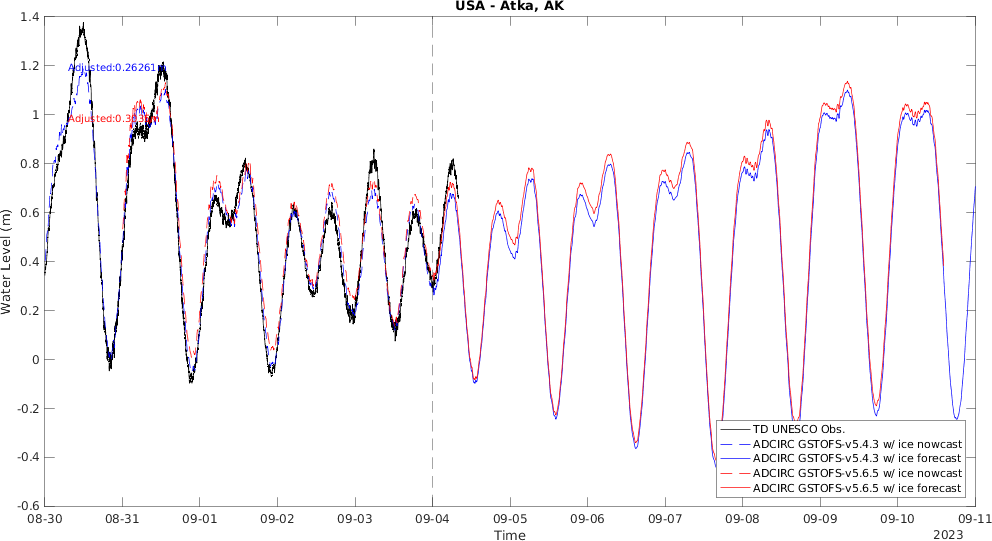 USA - Atka, AK
1.4
1.2
1
0.8
0.6
0.4
0.2
0
-0.2
-0.4
-0.6
Water Level (m)
Adjusted:0.26261
TD UNESCO Obs.
ADCIRC GSTOFS-v5.4.3 w/ ice nowcast
ADCIRC GSTOFS-v5.4.3 w/ ice forecast
ADCIRC GSTOFS-v5.6.5 w/ ice nowcast
ADCIRC GSTOFS-v5.6.5 w/ ice forecast
08-30 08-31 09-01 09-02 09-03 09-04 09-05 09-06 09-07 09-08 09-09 09-10 09-11
Time
2023